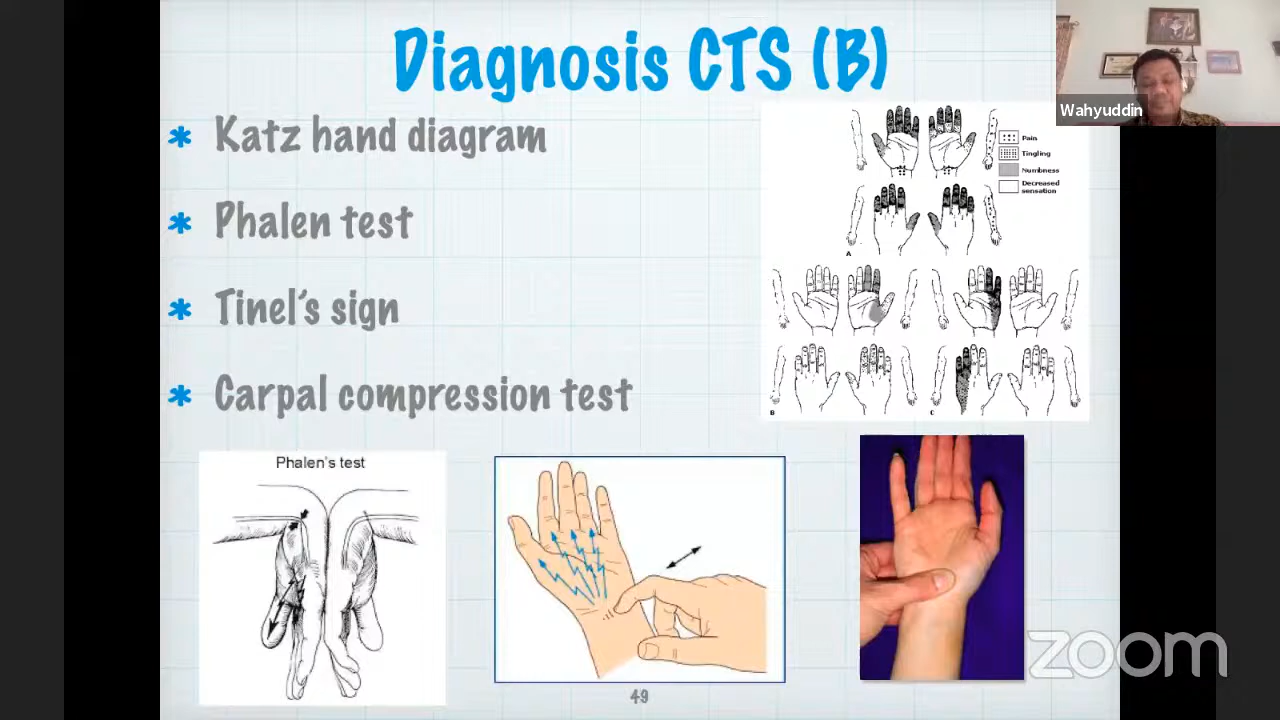 Diagnosis CTS (B)
Wahyuddin
* Katz hand diagram
* Phalen test
* Tinel's sign
* Carpal compression test
Pain
Tingling
Numbness
Decreased
sensation
A
B
C
Phalen's test
49
zoom